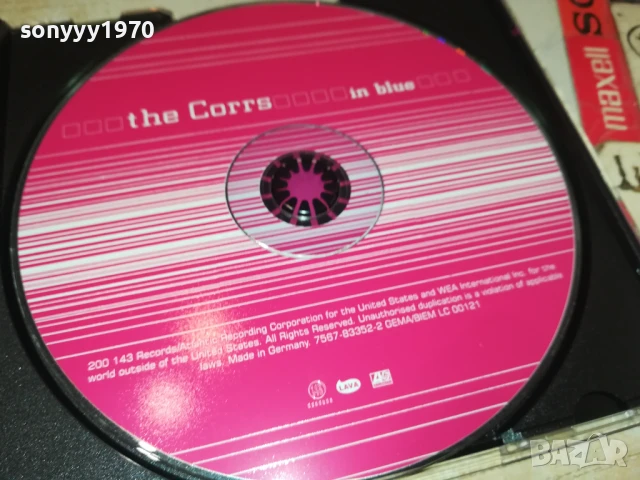 sonyyy1970
maxell
the Corrs in blue
200 143 Records/Atlantic Recording Corporation for the United States and WEA International Inc. for the
world outside of the United States. All Rights Reserved. Unauthorised duplication is a violation of applicable
laws. Made in Germany. 7567-83352-2 GEMA/BIEM LC 00121
LAVA
BAZAR